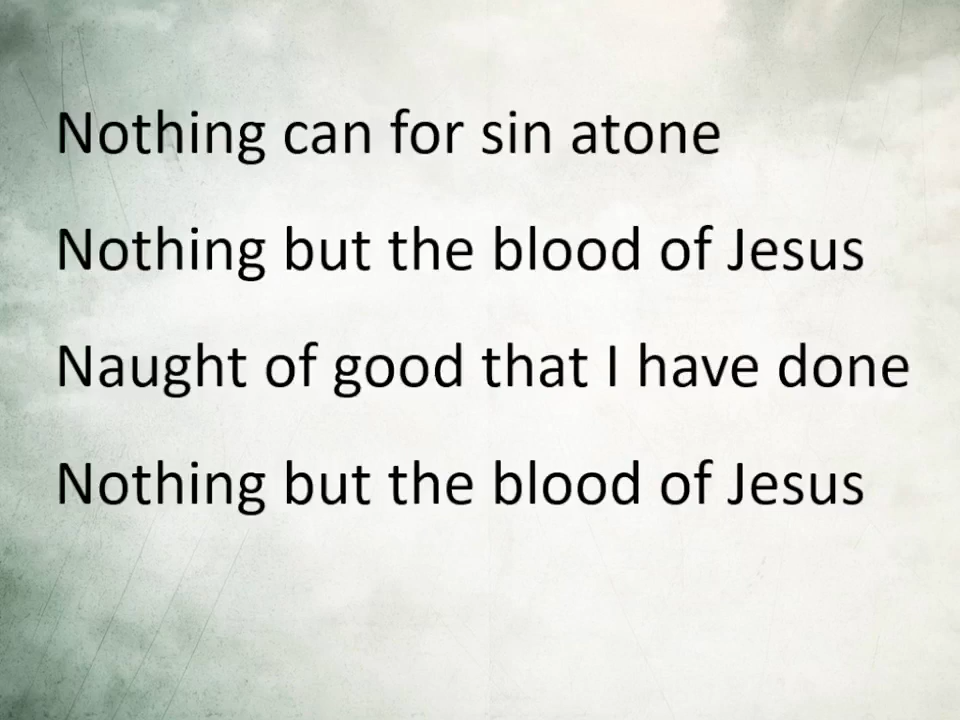 Nothing can for sin atone
Nothing but the blood of Jesus
Naught of good that I have done
Nothing but the blood of Jesus